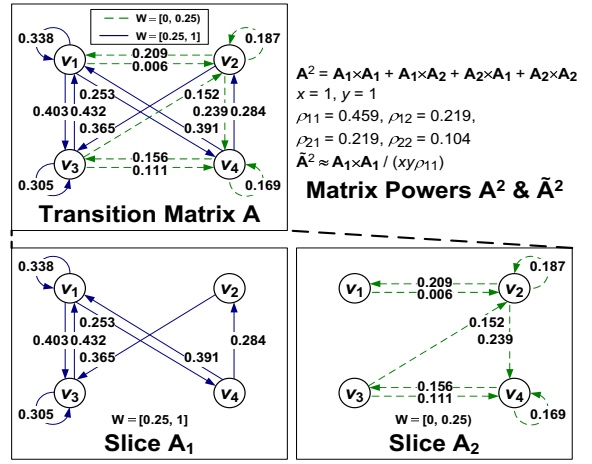 W = [0, 0.25)
W = [0.25, 1]
0.338
0.187
0.209
0.006
v1
v2
0.253
0.152
0.403
0.432
0.239
0.284
0.365
0.391
v3
v4
0.156
0.111
0.305
0.169
Transition Matrix A
A² = A₁×A₁ + A₁×A₂ + A₂×A₁ + A₂×A₂
x = 1, y = 1
ρ₁₁ = 0.459, ρ₁₂ = 0.219,
ρ₂₁ = 0.219, ρ₂₂ = 0.104
Ã² ≈ A₁×A₁ / (xyρ₁₁)
Matrix Powers A² & Ã²
0.338
v1
v2
0.253
0.403
0.432
0.284
0.365
0.391
v3
v4
0.305
W = [0.25, 1]
Slice A₁
0.187
0.209
v1
v2
0.006
0.152
0.239
v3
v4
0.156
0.111
0.169
W = [0, 0.25)
Slice A₂